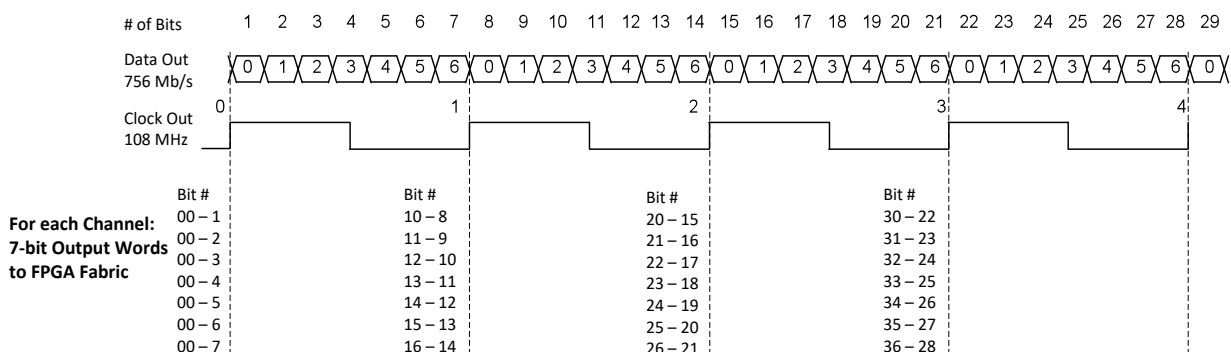 # of Bits 1 2 3 4 5 6 7 8 9 10 11 12 13 14 15 16 17 18 19 20 21 22 23 24 25 26 27 28 29
Data Out 0 1 2 3 4 5 6 0 1 2 3 4 5 6 0 1 2 3 4 5 6 0 1 2 3 4 5 6 0
756 Mb/s
0 1 2 3 4
Clock Out
108 MHz
Bit # Bit # Bit # Bit #
For each Channel:
7-bit Output Words
to FPGA Fabric
00 – 1 10 – 8 20 – 15 30 – 22
00 – 2 11 – 9 21 – 16 31 – 23
00 – 3 12 – 10 22 – 17 32 – 24
00 – 4 13 – 11 23 – 18 33 – 25
00 – 5 14 – 12 24 – 19 34 – 26
00 – 6 15 – 13 25 – 20 35 – 27
00 – 7 16 – 14 26 – 21 36 – 28